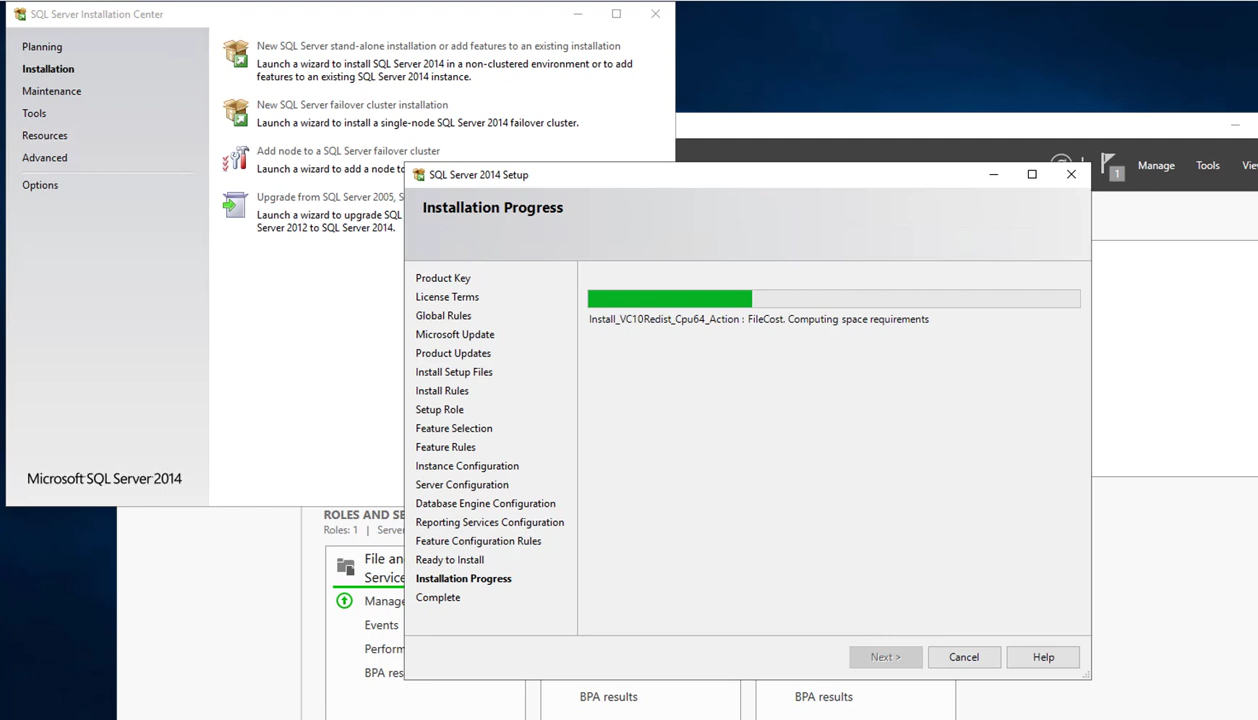 SQL Server Installation Center
Planning
Installation
Maintenance
Tools
Resources
Advanced
Options
Microsoft SQL Server 2014
New SQL Server stand-alone installation or add features to an existing installation
Launch a wizard to install SQL Server 2014 in a non-clustered environment or to add
features to an existing SQL Server 2014 instance.
New SQL Server failover cluster installation
Launch a wizard to install a single-node SQL Server 2014 failover cluster.
Add node to a SQL Server failover cluster
Launch a wizard to add a node to
Upgrade from SQL Server 2005, S
Launch a wizard to upgrade SQL
Server 2012 to SQL Server 2014.
1
Manage
Tools
SQL Server 2014 Setup
Installation Progress
Product Key
License Terms
Global Rules
Microsoft Update
Product Updates
Install Setup Files
Install Rules
Setup Role
Feature Selection
Feature Rules
Instance Configuration
Server Configuration
Database Engine Configuration
Reporting Services Configuration
Feature Configuration Rules
Ready to Install
Installation Progress
Complete
Install_VC10Redist_Cpu64_Action : FileCost. Computing space requirements
Next >
Cancel
Help
ROLES AND SE
Roles: 1 | Server
File an
Service
Manage
Events
Perform
BPA res
BPA results
BPA results